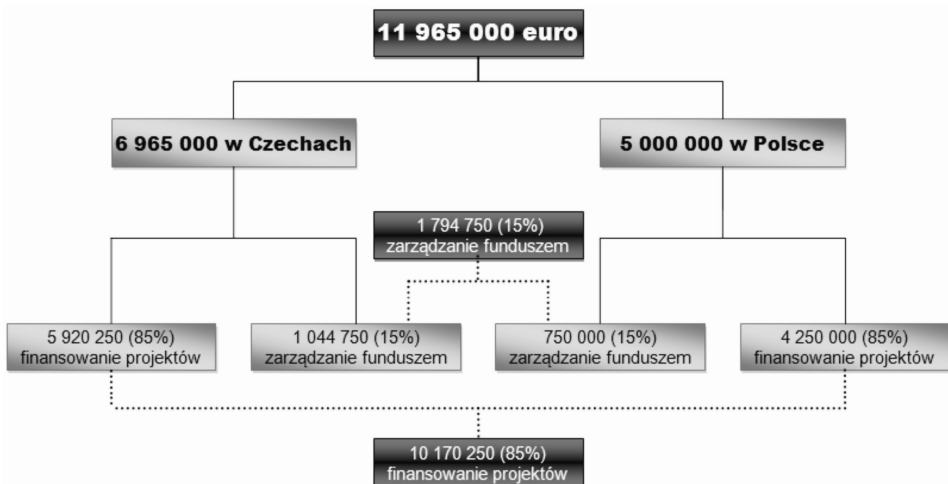 11 965 000 euro
6 965 000 w Czechach
5 000 000 w Polsce
1 794 750 (15%)
zarządzanie funduszem
5 920 250 (85%)
finansowanie projektów
1 044 750 (15%)
zarządzanie funduszem
750 000 (15%)
zarządzanie funduszem
4 250 000 (85%)
finansowanie projektów
10 170 250 (85%)
finansowanie projektów